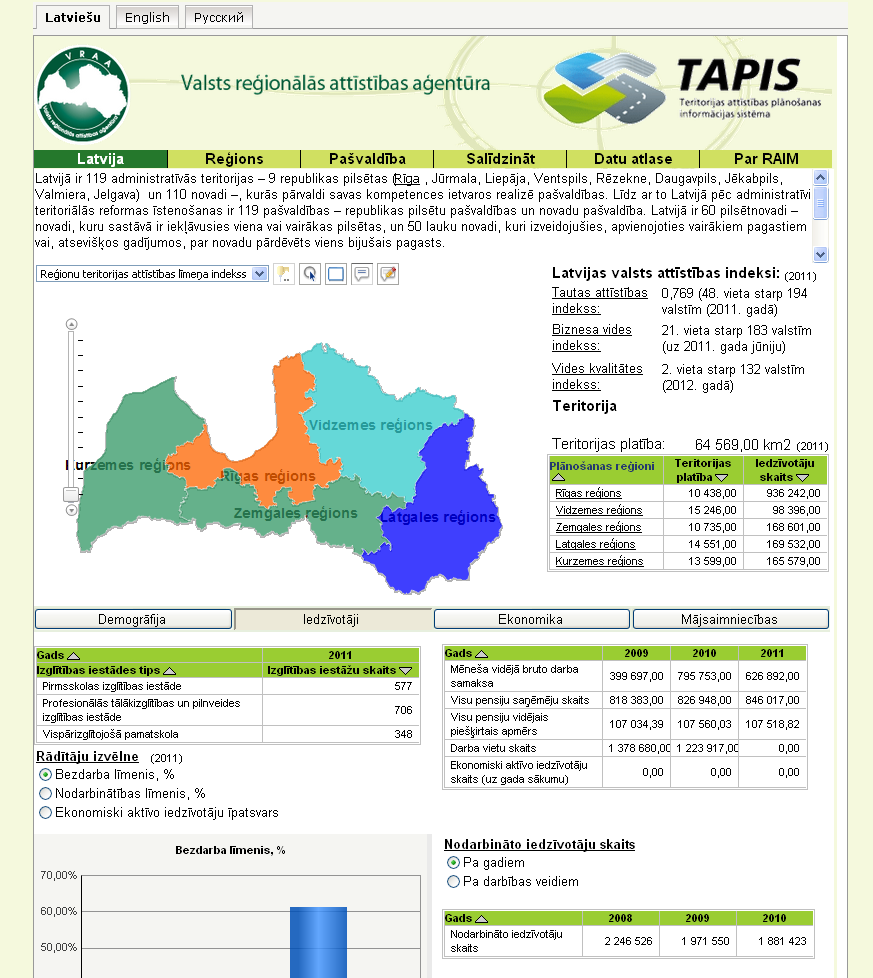 Latviešu English Русский
VRAA
Valsts reģionālās attīstības aģentūra
Valsts reģionālās attīstības aģentūra
TAPIS
Teritorijas attīstības plānošanas
informācijas sistēma
Latvija Reģions Pašvaldība Salīdzināt Datu atlase Par RAIM
Latvijā ir 119 administratīvās teritorijas – 9 republikas pilsētas (Rīga , Jūrmala, Liepāja, Ventspils, Rēzekne, Daugavpils, Jēkabpils,
Valmiera, Jelgava) un 110 novadi –, kurās pārvaldi savas kompetences ietvaros realizē pašvaldības. Līdz ar to Latvijā pēc administratīvi
teritoriālās reformas īstenošanas ir 119 pašvaldības – republikas pilsētu pašvaldības un novadu pašvaldība. Latvijā ir 60 pilsētnovadi –
novadi, kuru sastāvā ir iekļāvusies viena vai vairākas pilsētas, un 50 lauku novadi, kuri izveidojušies, apvienojoties vairākiem pagastiem
vai, atsevišķos gadījumos, par novadu pārdēvēts viens bijušais pagasts.
Reģionu teritorijas attīstības līmeņa indekss
Latvijas valsts attīstības indeksi: (2011)
Tautas attīstības 0,769 (48. vieta starp 194
indekss: valstīm (2011. gadā)
Biznesa vides 21. vieta starp 183 valstīm
indekss: (uz 2011. gada jūniju)
Vides kvalitātes 2. vieta starp 132 valstīm
indekss: (2012. gadā)
Teritorija
Teritorijas platība: 64 569,00 km2 (2011)
Vidzemes reģions
Kurzemes reģions
Rīgas reģions
Zemgales reģions
Latgales reģions
Plānošanas reģioni Teritorijas platība Iedzīvotāju skaits
Rīgas reģions 10 438,00 936 242,00
Vidzemes reģions 15 246,00 98 396,00
Zemgales reģions 10 735,00 168 601,00
Latgales reģions 14 551,00 169 532,00
Kurzemes reģions 13 599,00 165 579,00
Demogrāfija Iedzīvotāji Ekonomika Mājsaimniecības
Gads 2011
Izglītības iestādes tips Izglītības iestāžu skaits
Pirmsskolas izglītības iestāde 577
Profesionālās tālākizglītības un pilnveides
izglītības iestāde 706
Vispārizglītojošā pamatskola 348
Rādītāju izvēlne (2011)
Bezdarba līmenis, %
Nodarbinātības līmenis, %
Ekonomiski aktīvo iedzīvotāju īpatsvars
Bezdarba līmenis, %
70,00%
60,00%
50,00%
Gads 2009 2010 2011
Mēneša vidējā bruto darba
samaksa 399 697,00 795 753,00 626 892,00
Visu pensiju saņēmēju skaits 818 383,00 826 948,00 846 017,00
Visu pensiju vidējais
piešķirtais apmērs 107 034,39 107 560,03 107 518,82
Darba vietu skaits 1 378 680,00 1 223 917,00 0,00
Ekonomiski aktīvo iedzīvotāju
skaits (uz gada sākumu) 0,00 0,00 0,00
Nodarbināto iedzīvotāju skaits
Pa gadiem
Pa darbības veidiem
Gads 2008 2009 2010
Nodarbināto iedzīvotāju
skaits 2 246 526 1 971 550 1 881 423